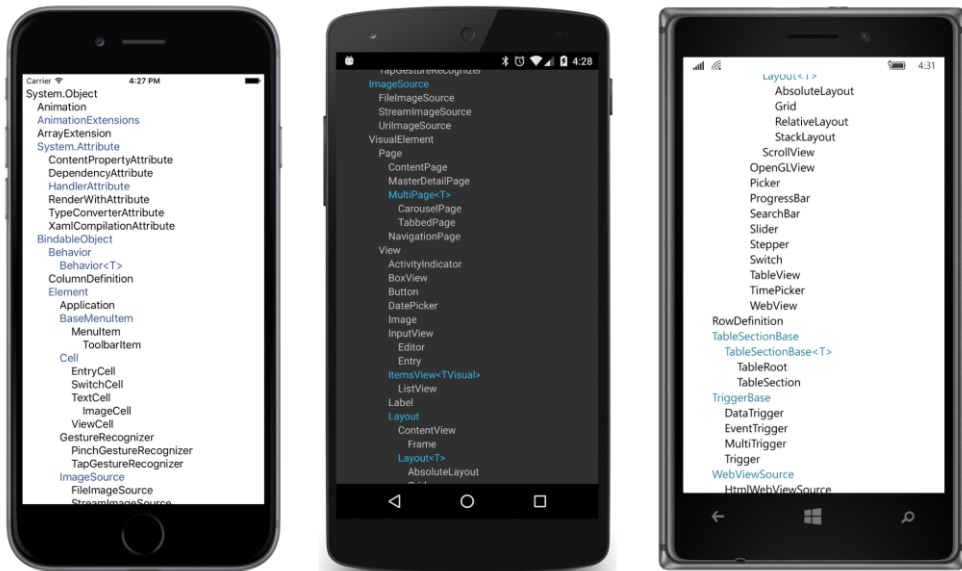 Carrier 4:27 PM
System.Object
Animation
AnimationExtensions
ArrayExtension
System.Attribute
ContentPropertyAttribute
DependencyAttribute
HandlerAttribute
RenderWithAttribute
TypeConverterAttribute
XamlCompilationAttribute
BindableObject
Behavior
Behavior<T>
ColumnDefinition
Element
Application
BaseMenuItem
MenuItem
ToolbarItem
Cell
EntryCell
SwitchCell
TextCell
ImageCell
ViewCell
GestureRecognizer
PinchGestureRecognizer
TapGestureRecognizer
ImageSource
FileImageSource
StreamImageSource
4:28
TapGestureRecognizer
ImageSource
FileImageSource
StreamImageSource
UriImageSource
VisualElement
Page
ContentPage
MasterDetailPage
MultiPage<T>
CarouselPage
TabbedPage
NavigationPage
View
ActivityIndicator
BoxView
Button
DatePicker
Image
InputView
Editor
Entry
ItemsView<TVisual>
ListView
Label
Layout
ContentView
Frame
Layout<T>
AbsoluteLayout
Grid
4:31
Layout<T>
AbsoluteLayout
Grid
RelativeLayout
StackLayout
ScrollView
OpenGLView
Picker
ProgressBar
SearchBar
Slider
Stepper
Switch
TableView
TimePicker
WebView
RowDefinition
TableSectionBase
TableSectionBase<T>
TableRoot
TableSection
TriggerBase
DataTrigger
EventTrigger
MultiTrigger
Trigger
WebViewSource
HtmlWebViewSource